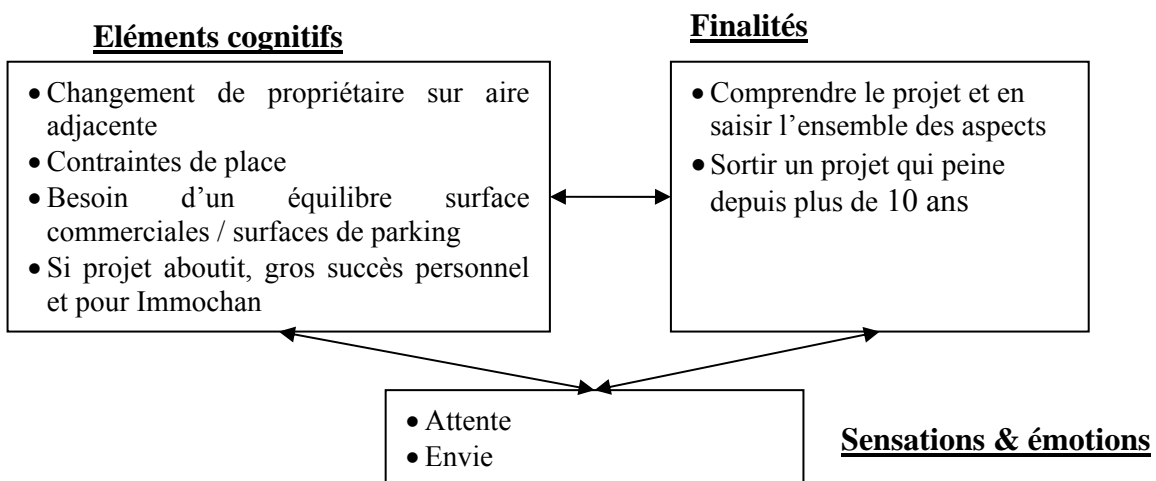 Eléments cognitifs
• Changement de propriétaire sur aire
adjacente
• Contraintes de place
• Besoin d’un équilibre surface
commerciales / surfaces de parking
• Si projet aboutit, gros succès personnel
et pour Immochan
Finalités
• Comprendre le projet et en
saisir l’ensemble des aspects
• Sortir un projet qui peine
depuis plus de 10 ans
• Attente
• Envie
Sensations & émotions